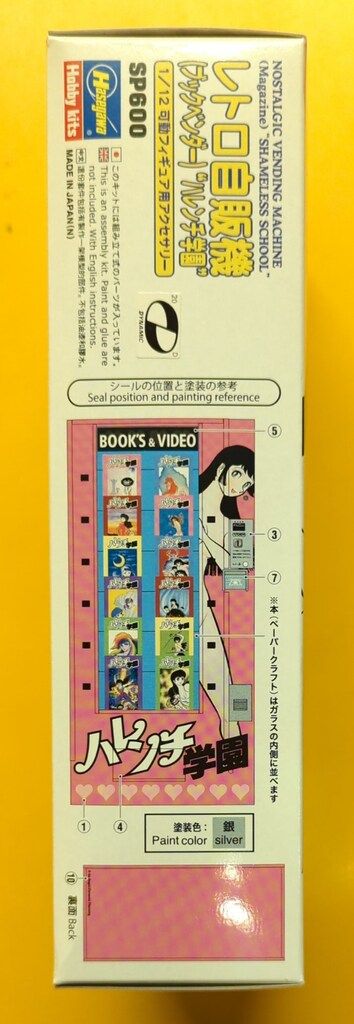 NOSTALGIC VENDING MACHINE
(Magazine) "SHAMELESS SCHOOL"
レトロ自販機
(ブックベンダー)"ハレンチ学園"
1/12 可動フィギュア用アクセサリー
SP600
Hasegawa
Hobby kits
このキットには組み立て式のパーツが入っています。
This is an assembly kit. Paint and glue are
not included. With English instructions.
MADE IN JAPAN(N)
20
DYNAMIC
D
シールの位置と塗装の参考
Seal position and painting reference
BOOK'S & VIDEO
⑤
③
⑦
※本(ペーパークラフト)はガラスの内側に並べます
ハレンチ学園
① ④
塗装色: 銀
Paint color silver
⑩ 裏面 Back